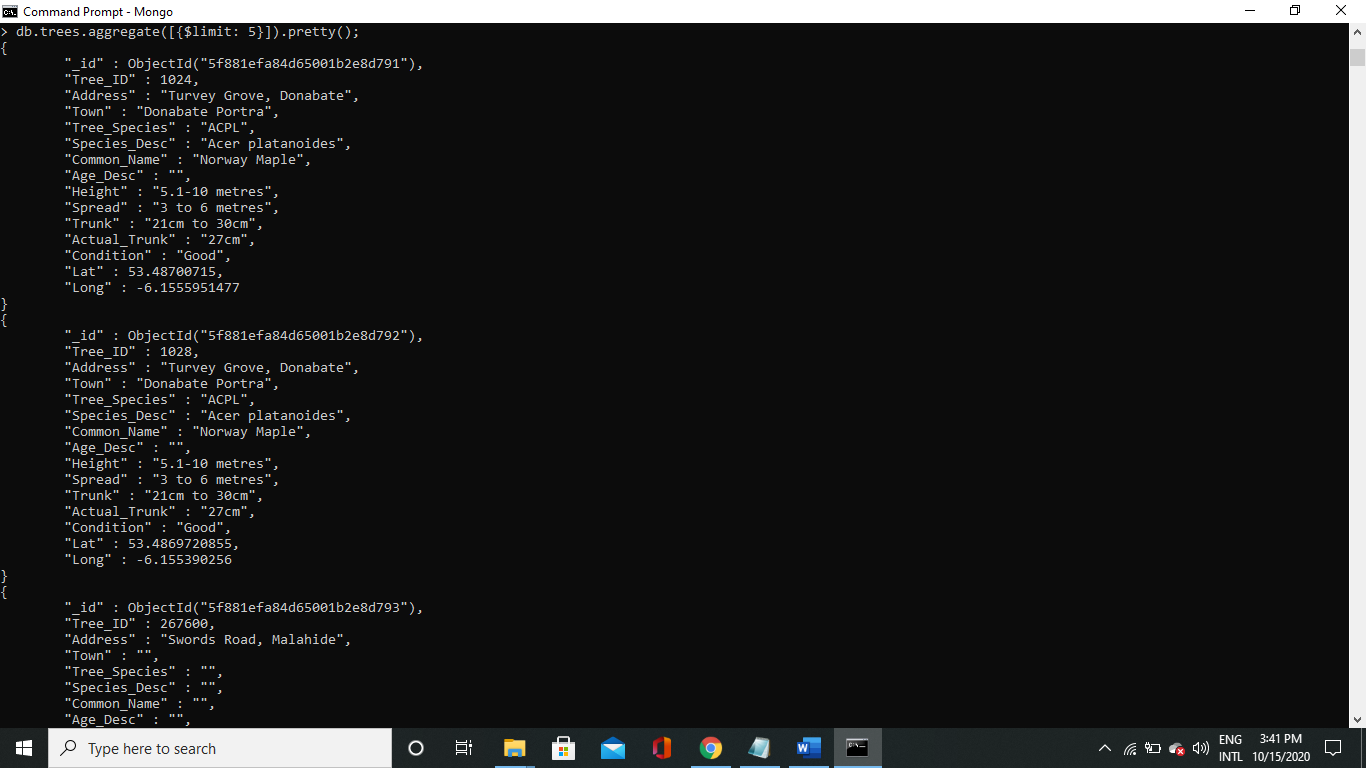 Command Prompt - Mongo
> db.trees.aggregate([{$limit: 5}]).pretty();
{
"_id" : ObjectId("5f881efa84d65001b2e8d791"),
"Tree_ID" : 1024,
"Address" : "Turvey Grove, Donabate",
"Town" : "Donabate Portra",
"Tree_Species" : "ACPL",
"Species_Desc" : "Acer platanoides",
"Common_Name" : "Norway Maple",
"Age_Desc" : "",
"Height" : "5.1-10 metres",
"Spread" : "3 to 6 metres",
"Trunk" : "21cm to 30cm",
"Actual_Trunk" : "27cm",
"Condition" : "Good",
"Lat" : 53.48700715,
"Long" : -6.1555951477
}
{
"_id" : ObjectId("5f881efa84d65001b2e8d792"),
"Tree_ID" : 1028,
"Address" : "Turvey Grove, Donabate",
"Town" : "Donabate Portra",
"Tree_Species" : "ACPL",
"Species_Desc" : "Acer platanoides",
"Common_Name" : "Norway Maple",
"Age_Desc" : "",
"Height" : "5.1-10 metres",
"Spread" : "3 to 6 metres",
"Trunk" : "21cm to 30cm",
"Actual_Trunk" : "27cm",
"Condition" : "Good",
"Lat" : 53.4869720855,
"Long" : -6.155390256
}
{
"_id" : ObjectId("5f881efa84d65001b2e8d793"),
"Tree_ID" : 267600,
"Address" : "Swords Road, Malahide",
"Town" : "",
"Tree_Species" : "",
"Species_Desc" : "",
"Common_Name" : "",
"Age_Desc" : "",
Type here to search
ENG
INTL
3:41 PM
10/15/2020